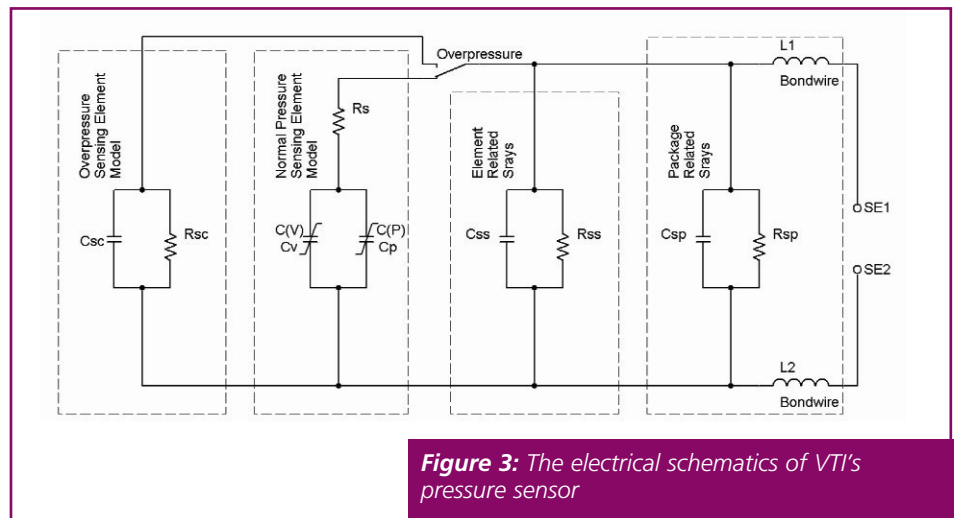 Overpressure
Sensing Element
Model
Csc
Rsc
Normal Pressure
Sensing Element
Model
Rs
C(V)
Cv
C(P)
Cp
Overpressure
Element
Related
Srays
Css
Rss
Package
Related
Srays
Csp
Rsp
L1
Bondwire
SE1
SE2
L2
Bondwire
Figure 3: The electrical schematics of VTI's
pressure sensor